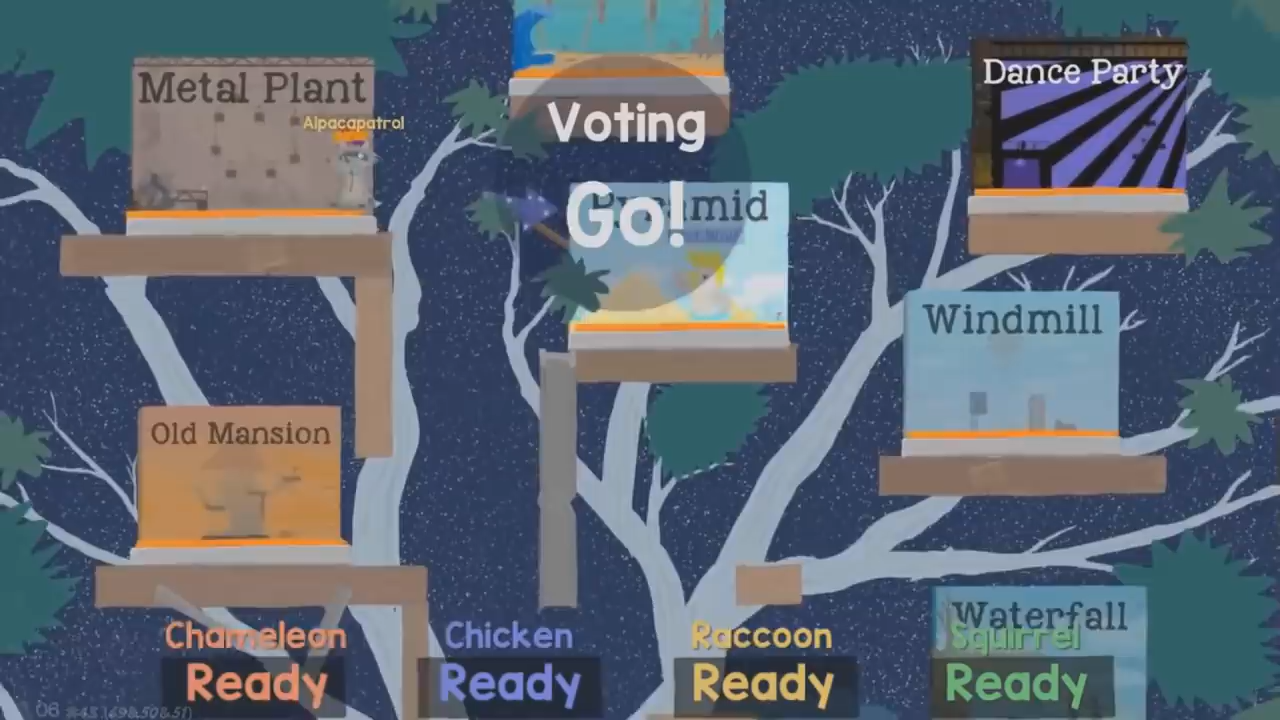 Metal Plant
Alpacapatrol
Dance Party
Voting
Go!
Pyramid
Windmill
Old Mansion
Waterfall
Chameleon
Chicken
Raccoon
Squirrel
Ready
Ready
Ready
Ready